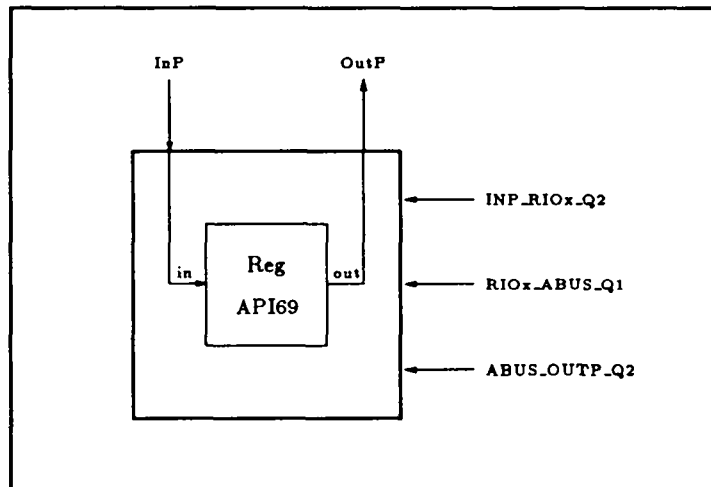 InP OutP
INP_RIOx_Q2
Reg
in out
API69
RIOx_ABUS_Q1
ABUS_OUTP_Q2